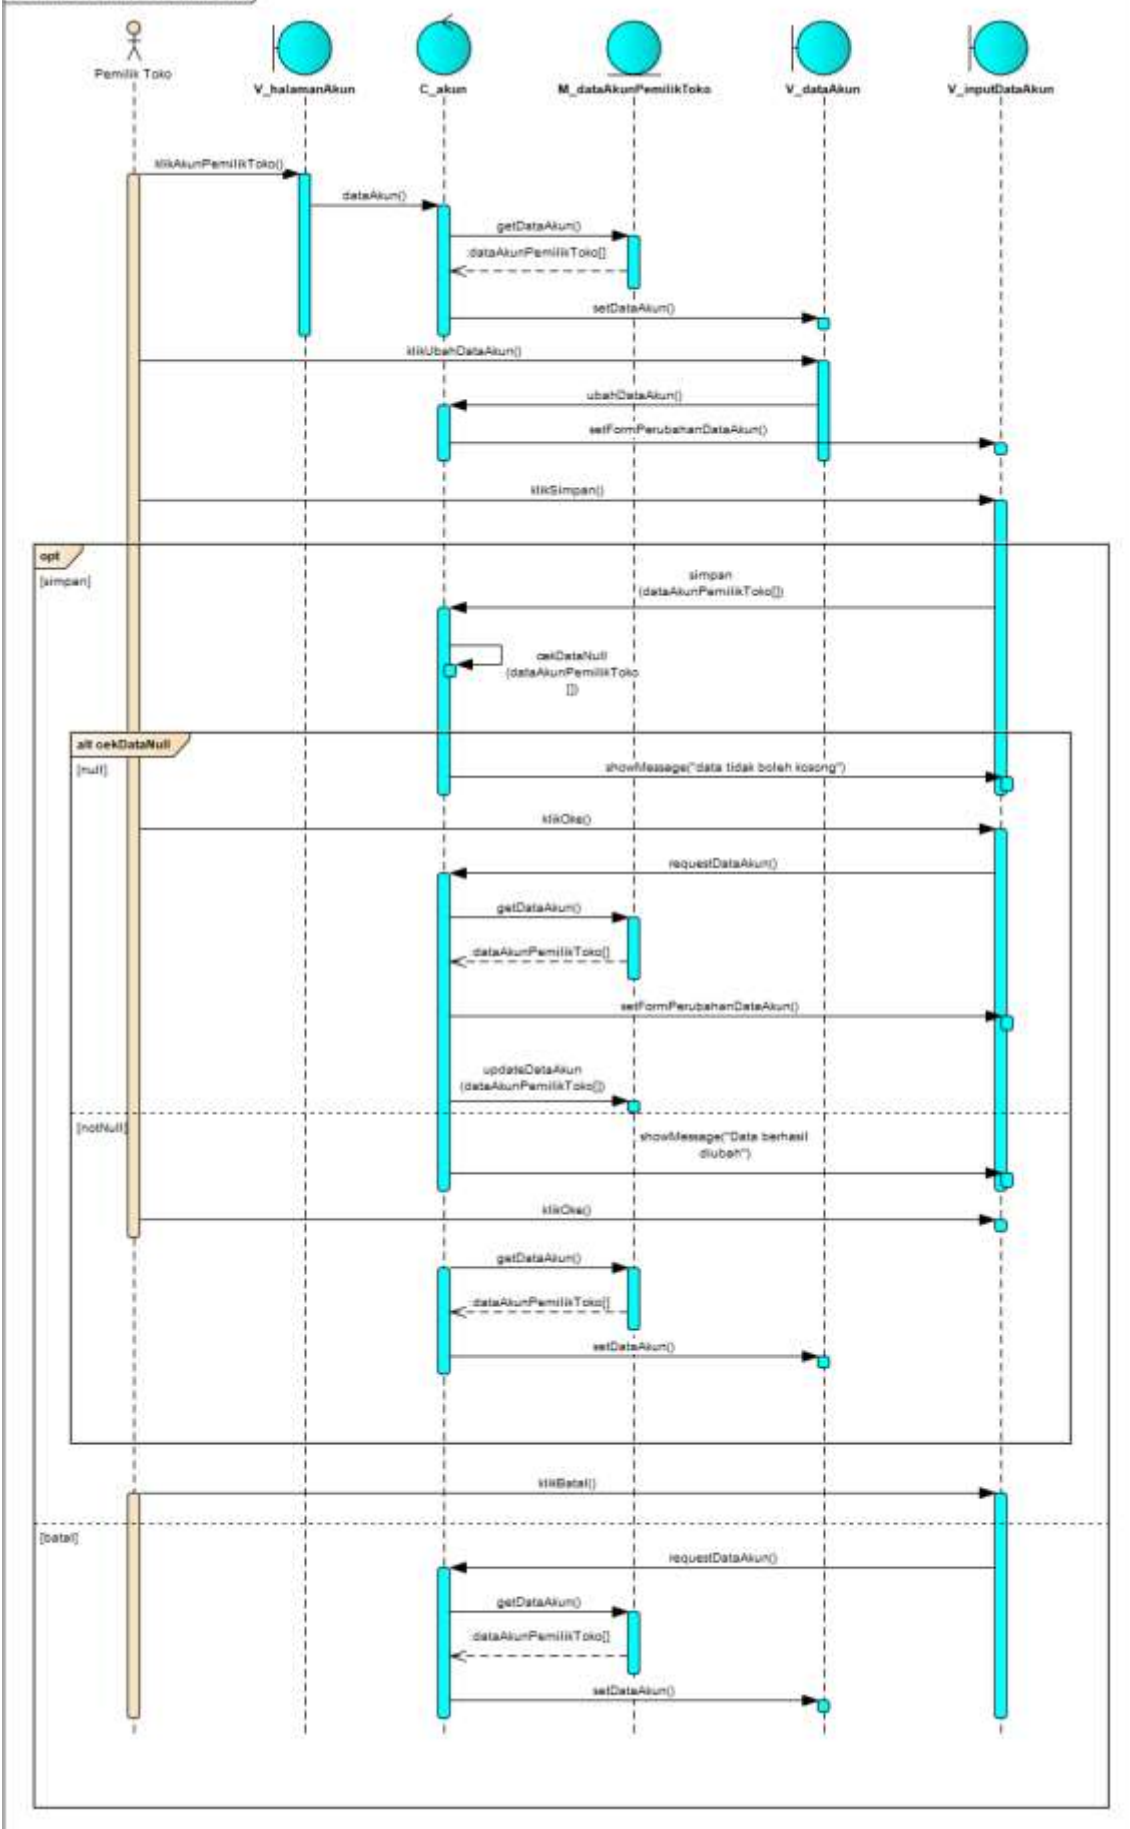 Pemilik Toko
V_halamanAkun
C_akun
M_dataAkunPemilikToko
V_dataAkun
V_inputDataAkun
klikAkunPemilikToko()
dataAkun()
getDataAkun()
:dataAkunPemilikToko[]
setDataAkun()
klikUbahDataAkun()
ubahDataAkun()
setFormPerubahanDataAkun()
klikSimpan()
opt
[simpan]
simpan
(dataAkunPemilikToko[])
cekDataNull
(dataAkunPemilikToko
[])
alt cekDataNull
[null]
showMessage("data tidak boleh kosong")
klikOke()
requestDataAkun()
getDataAkun()
:dataAkunPemilikToko[]
setFormPerubahanDataAkun()
updateDataAkun
(dataAkunPemilikToko[])
[notNull]
showMessage("Data berhasil
diubah")
klikOke()
getDataAkun()
:dataAkunPemilikToko[]
setDataAkun()
klikBatal()
[batal]
requestDataAkun()
getDataAkun()
:dataAkunPemilikToko[]
setDataAkun()